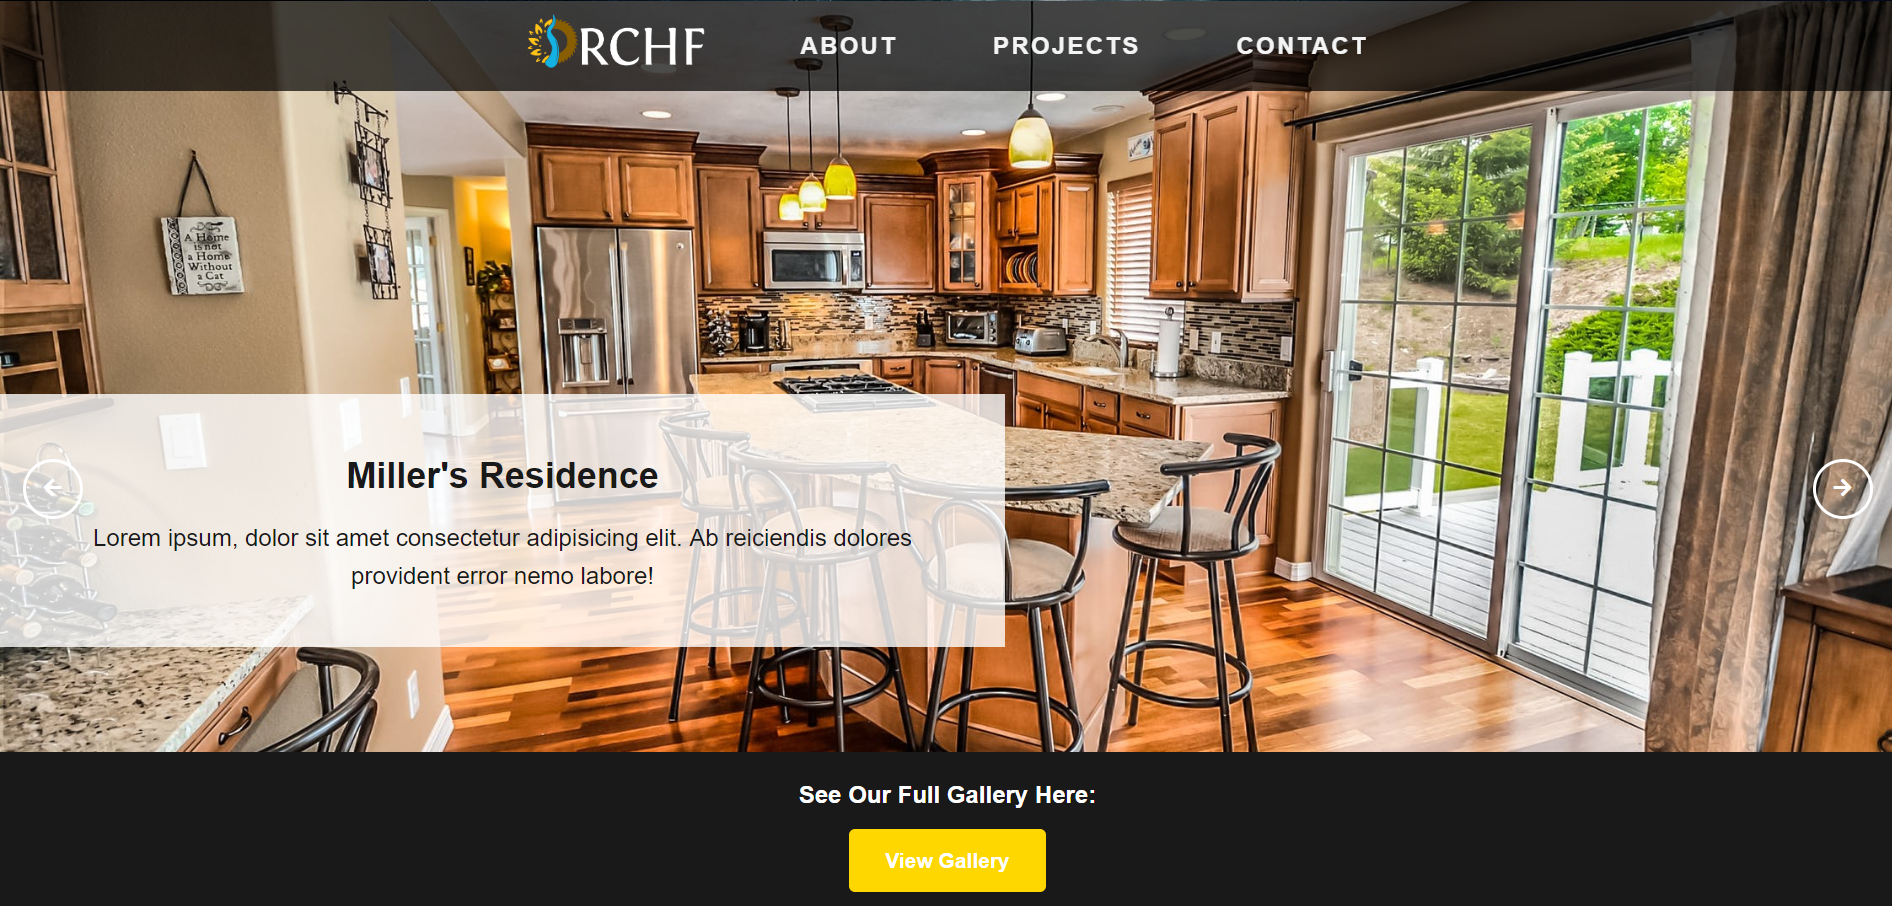 RCHF
ABOUT
PROJECTS
CONTACT
A Home
is not
a Home
Without
a Cat
Miller's Residence
Lorem ipsum, dolor sit amet consectetur adipisicing elit. Ab reiciendis dolores
provident error nemo labore!
See Our Full Gallery Here:
View Gallery